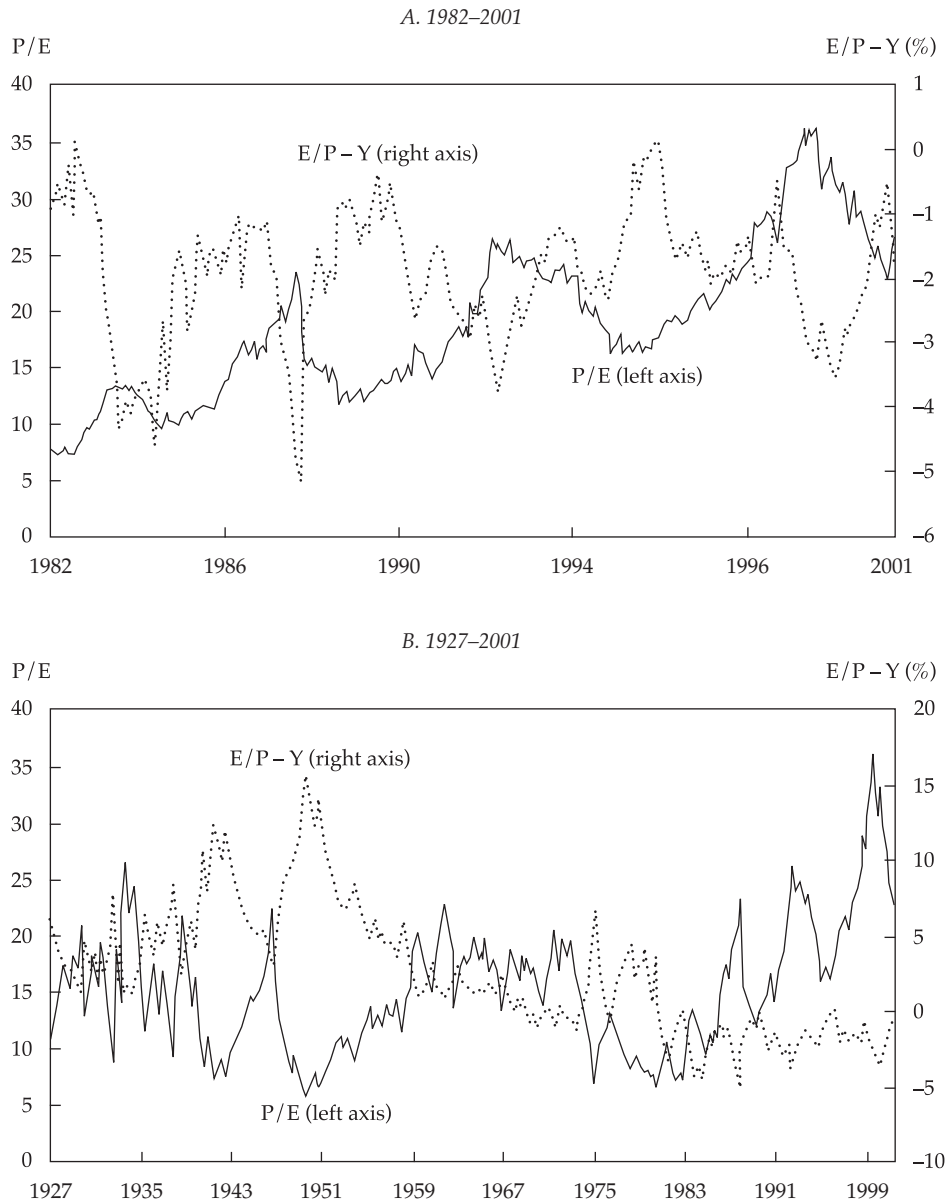 A. 1982–2001
P/E E/P – Y (%)
40 1
35 0
E/P – Y (right axis)
30 –1
25 –2
20
15 –3
P/E (left axis)
10 –4
5 –5
0 –6
1982 1986 1990 1994 1996 2001
B. 1927–2001
P/E E/P – Y (%)
40 20
E/P – Y (right axis)
35 15
30
25 10
20 5
15 0
10
–5
5
P/E (left axis)
0 –10
1927 1935 1943 1951 1959 1967 1975 1983 1991 1999